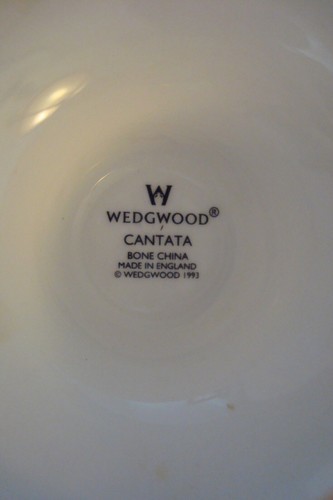 W
WEDGWOOD®
CANTATA
BONE CHINA
MADE IN ENGLAND
© WEDGWOOD 1993